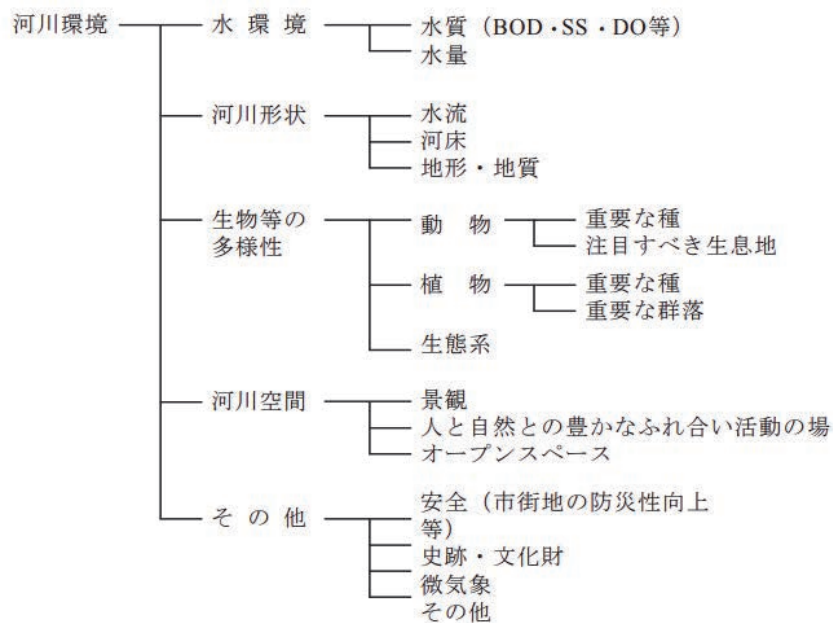 河川環境
水環境
水質（BOD・SS・DO等）
水量
河川形状
水流
河床
地形・地質
生物等の
多様性
動物
重要な種
注目すべき生息地
植物
重要な種
重要な群落
生態系
河川空間
景観
人と自然との豊かなふれ合い活動の場
オープンスペース
その他
安全（市街地の防災性向上
等）
史跡・文化財
微気象
その他